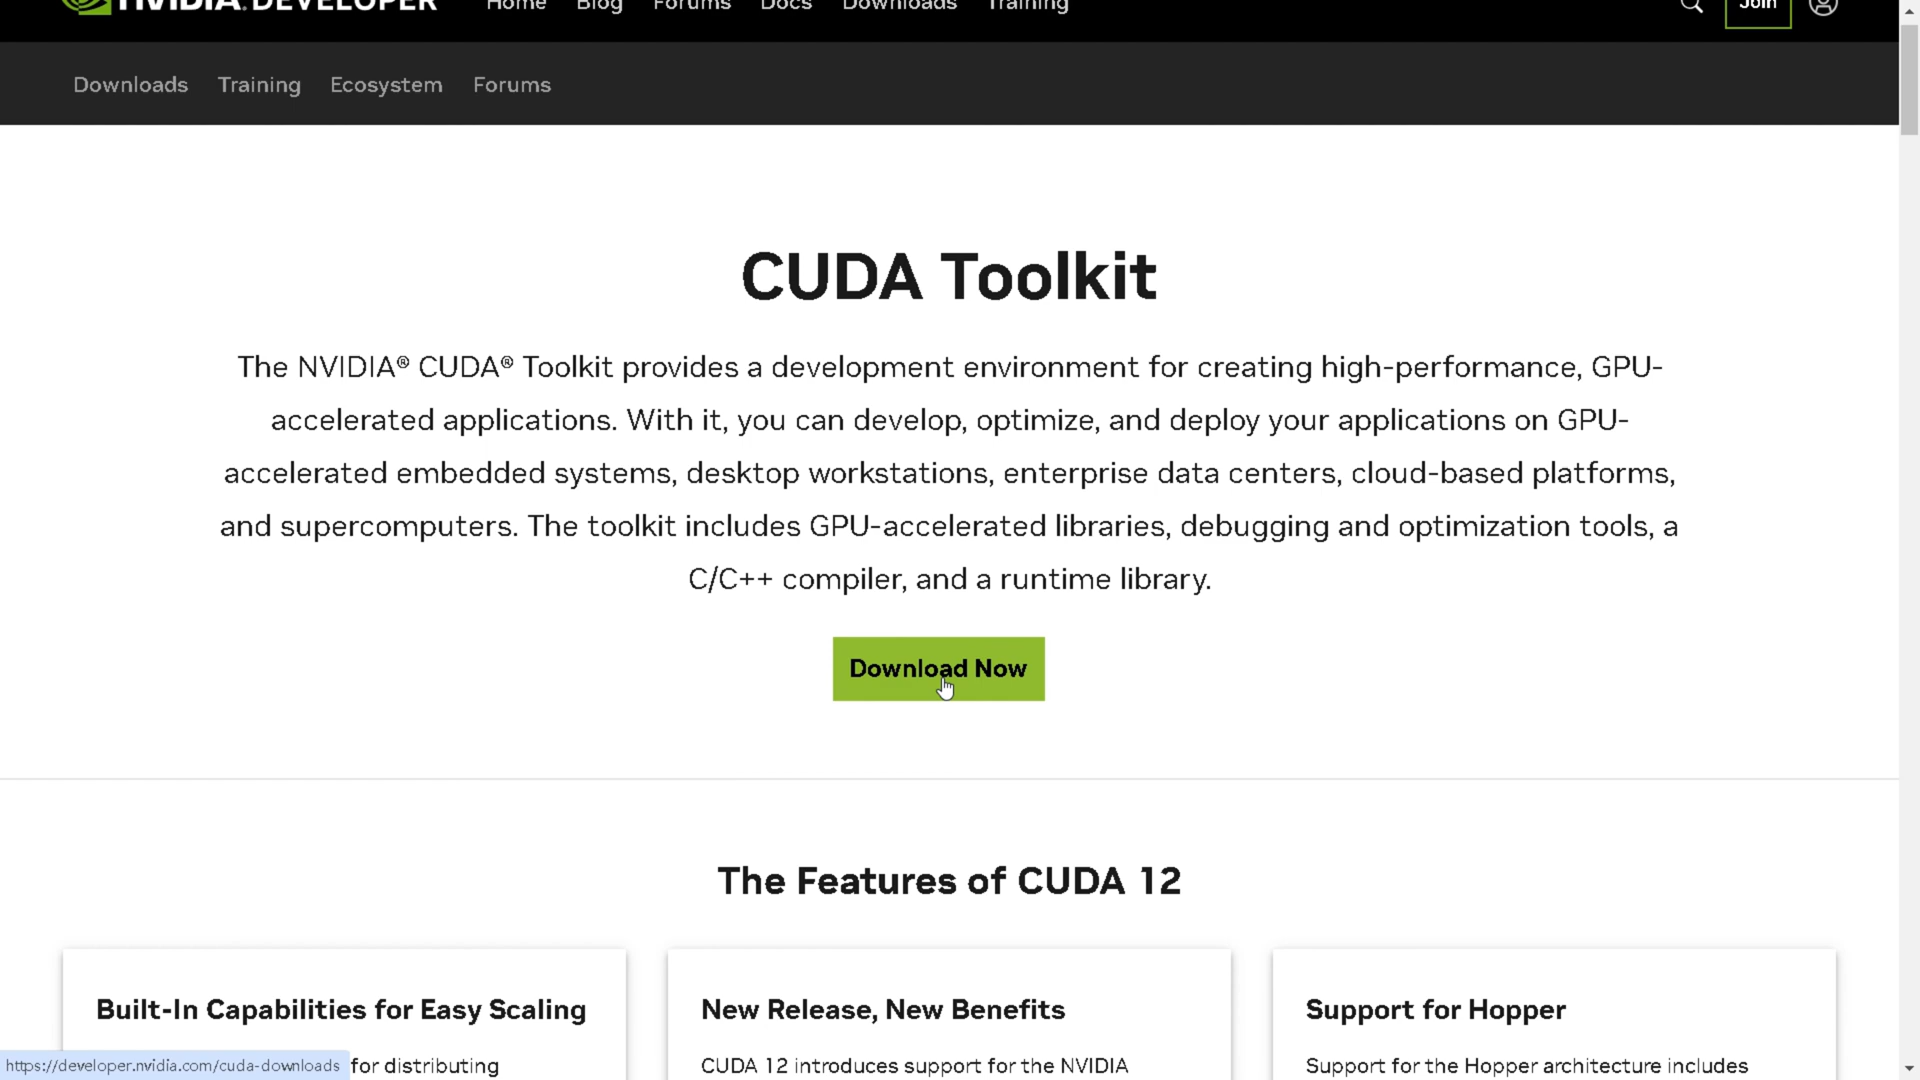 NVIDIA. DEVELOPER Home Blog Forums Docs Downloads Training Join
Downloads Training Ecosystem Forums
CUDA Toolkit
The NVIDIA® CUDA® Toolkit provides a development environment for creating high-performance, GPU-
accelerated applications. With it, you can develop, optimize, and deploy your applications on GPU-
accelerated embedded systems, desktop workstations, enterprise data centers, cloud-based platforms,
and supercomputers. The toolkit includes GPU-accelerated libraries, debugging and optimization tools, a
C/C++ compiler, and a runtime library.
Download Now
The Features of CUDA 12
Built-In Capabilities for Easy Scaling
for distributing
New Release, New Benefits
CUDA 12 introduces support for the NVIDIA
Support for Hopper
Support for the Hopper architecture includes
https://developer.nvidia.com/cuda-downloads